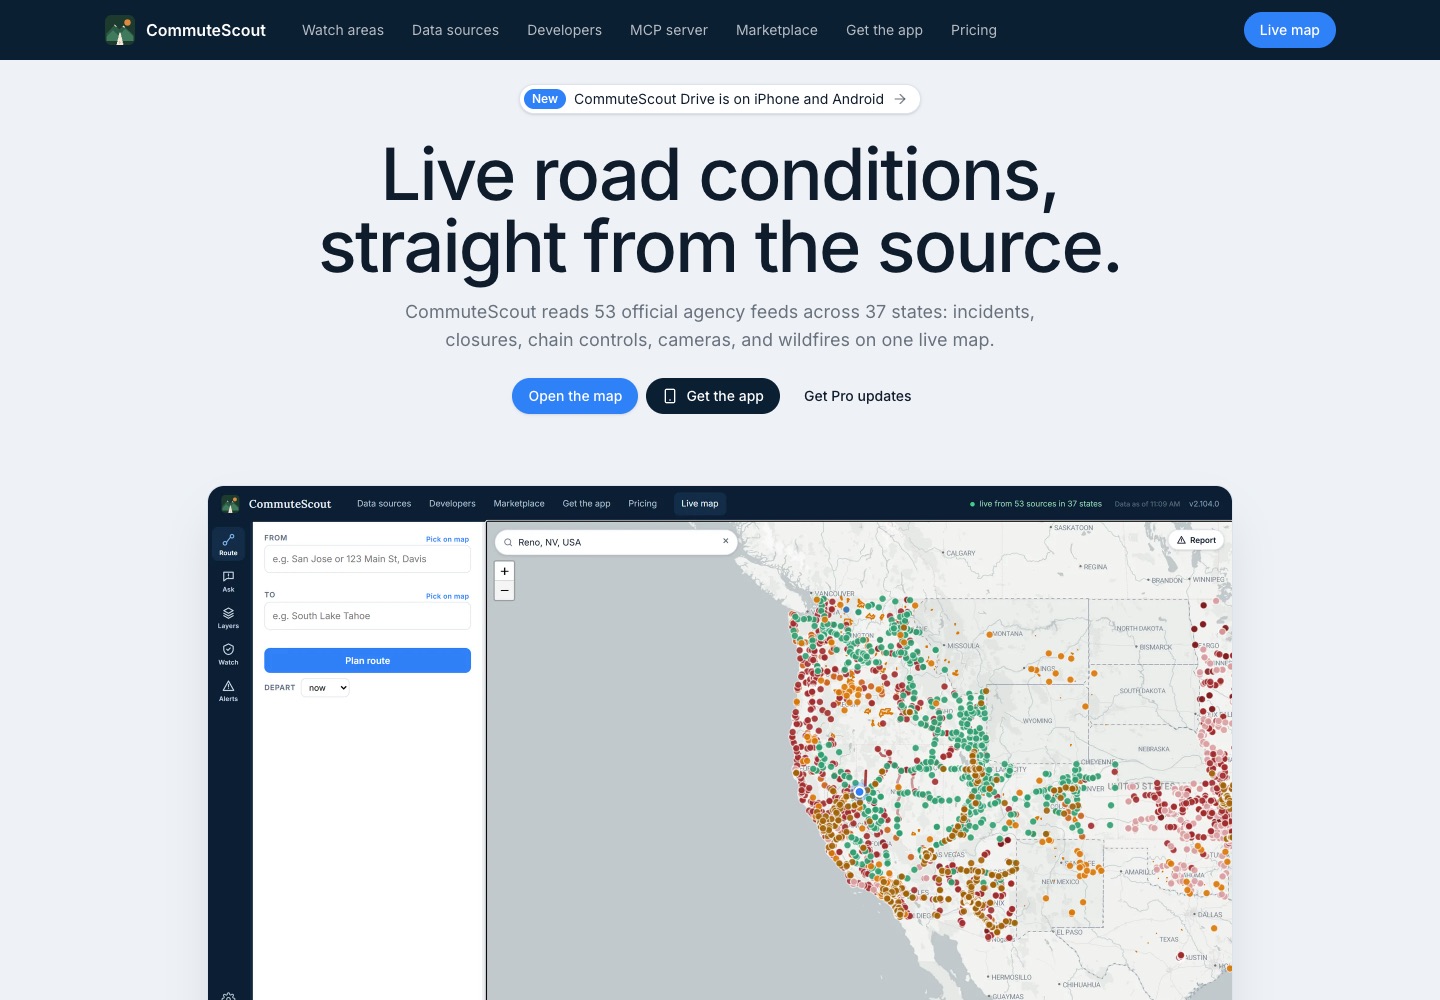 CommuteScout
Watch areas
Data sources
Developers
MCP server
Marketplace
Get the app
Pricing
Live map
New
CommuteScout Drive is on iPhone and Android
Live road conditions,
straight from the source.
CommuteScout reads 53 official agency feeds across 37 states: incidents,
closures, chain controls, cameras, and wildfires on one live map.
Open the map
Get the app
Get Pro updates
CommuteScout
Data sources
Developers
Marketplace
Get the app
Pricing
Live map
live from 53 sources in 37 states
Data as of 11:09 AM
v2.104.0
Route
Ask
Layers
Watch
Alerts
FROM
Pick on map
e.g. San Jose or 123 Main St, Davis
TO
Pick on map
e.g. South Lake Tahoe
Plan route
DEPART
now
Reno, NV, USA
Report
+
−
SASKATOON
CALGARY
REGINA
BRANDON
WINNIPEG
VANCOUVER
MONTANA
MISSOULA
NORTH DAKOTA
BISMARCK
SOUTH DAKOTA
WYOMING
NEBRASKA
CHEYENNE
UNITED STATES
NEW MEXICO
AMARILLO
DALLAS
EL PASO
TEXAS
HERMOSILLO
CHIHUAHUA
GUAYMAS